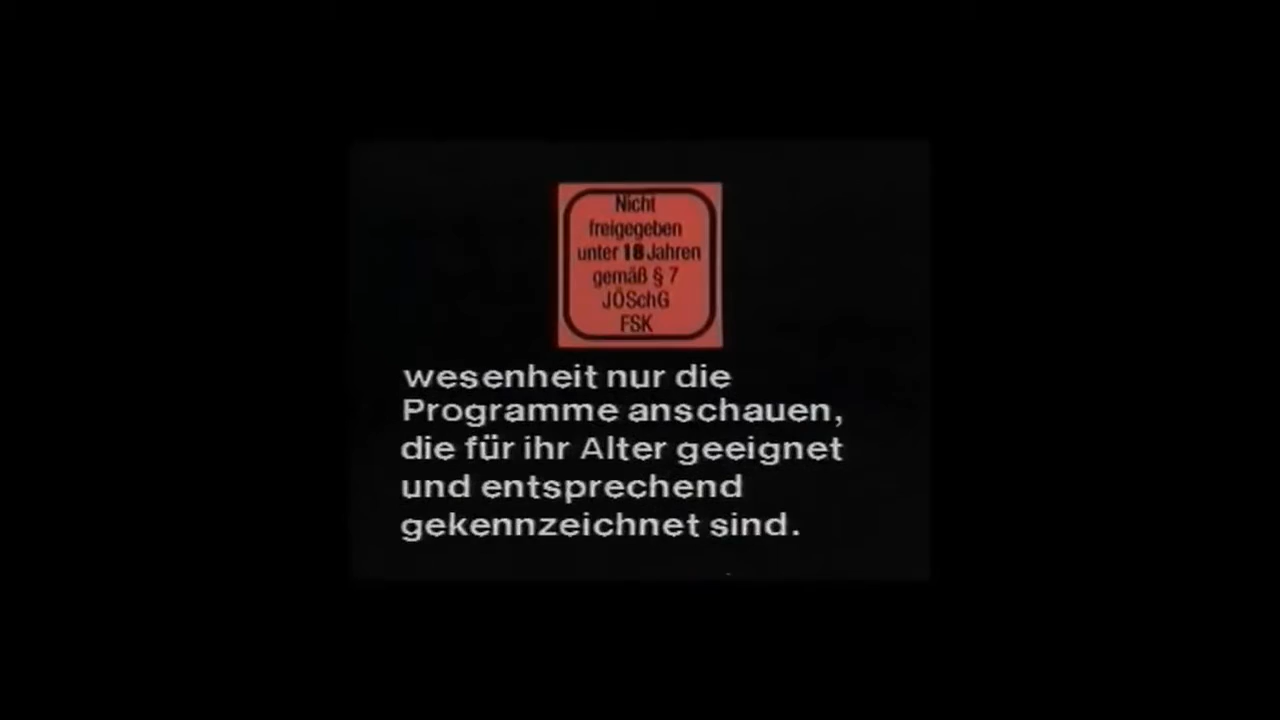 Nicht
freigegeben
unter 18 Jahren
gemäß § 7
JÖSchG
FSK
wesenheit nur die
Programme anschauen,
die für ihr Alter geeignet
und entsprechend
gekennzeichnet sind.